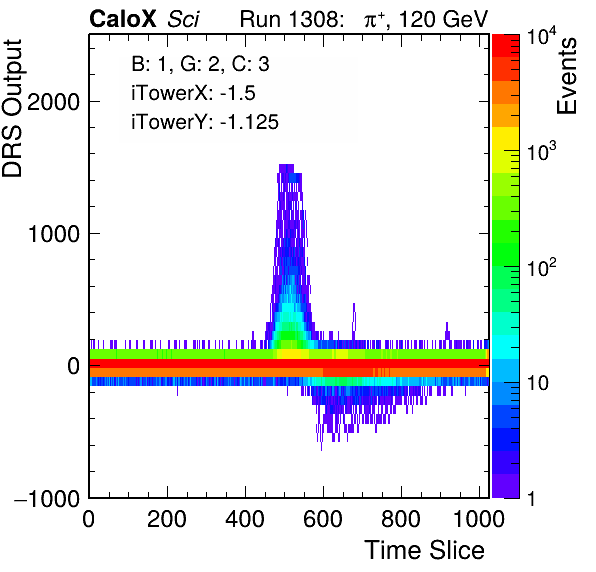 CaloX Sci Run 1308: π⁺, 120 GeV
B: 1, G: 2, C: 3
iTowerX: -1.5
iTowerY: -1.125
DRS Output
2000
1000
0
−1000
0 200 400 600 800 1000
Time Slice
Events
10⁴
10³
10²
10
1